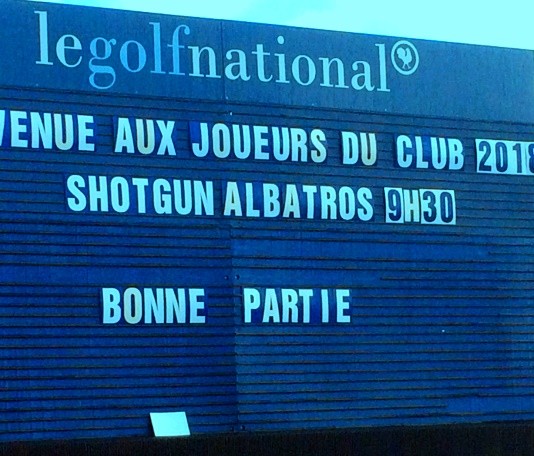 legolfnational
VENUE AUX JOUEURS DU CLUB 2018
SHOTGUN ALBATROS 9H30
BONNE PARTIE